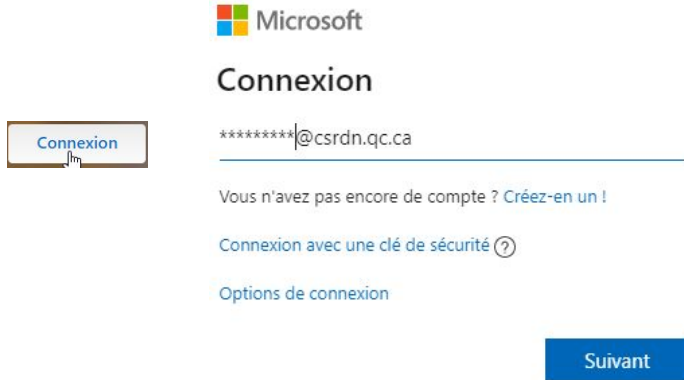 Microsoft
Connexion
Connexion
*********@csrdn.qc.ca
Vous n'avez pas encore de compte ? Créez-en un !
Connexion avec une clé de sécurité ?
Options de connexion
Suivant